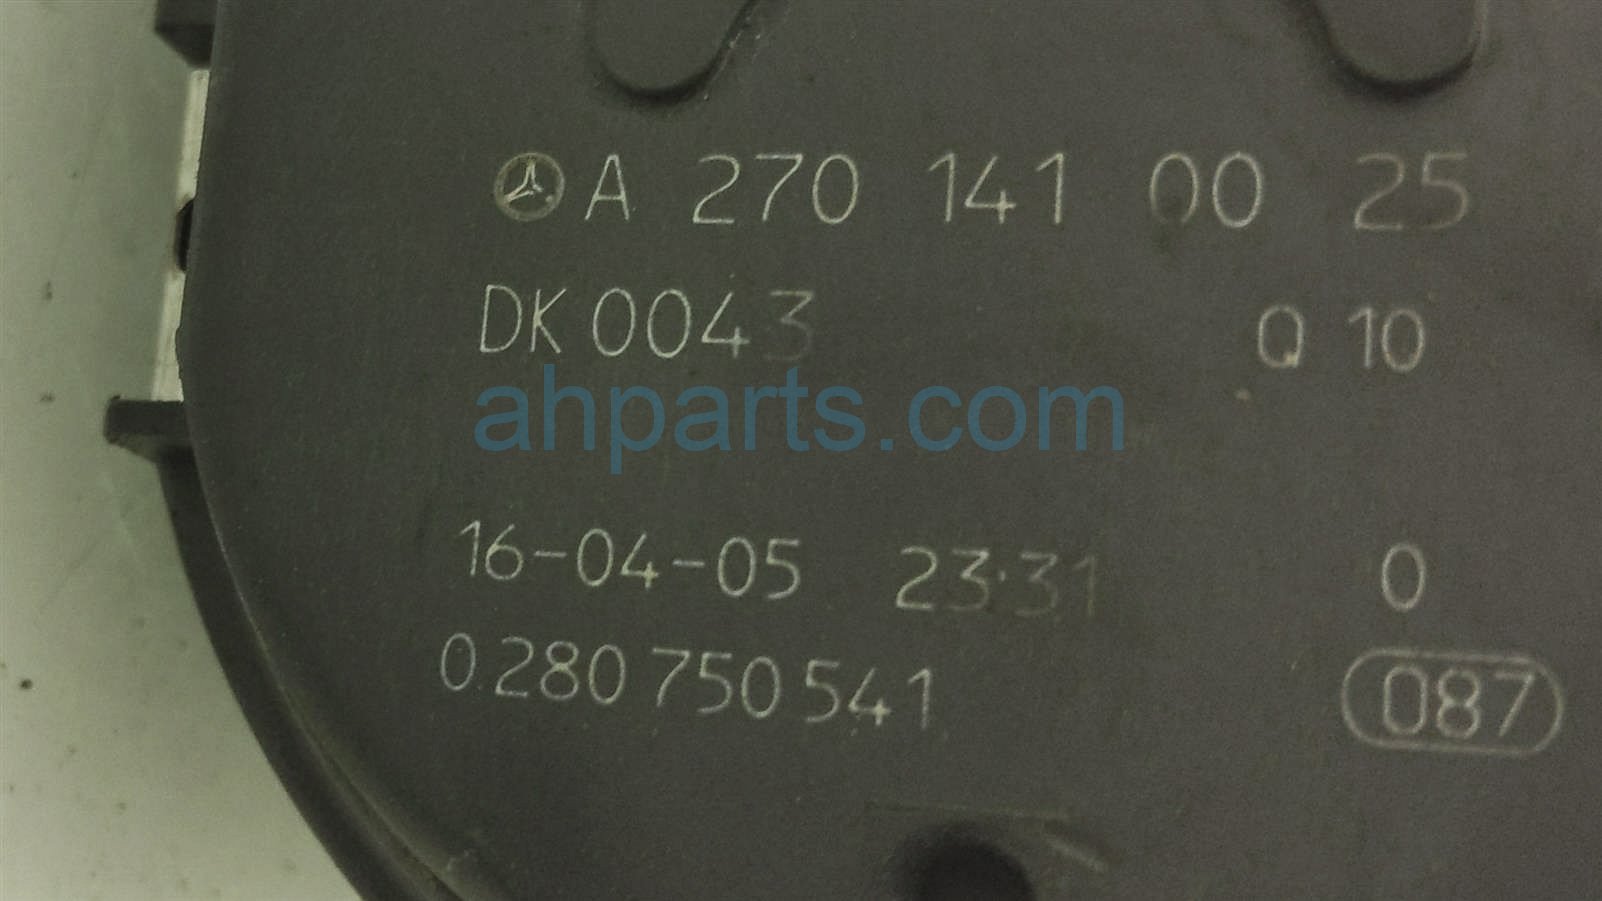 A 270 141 00 25
DK 0043 Q 10
ahparts.com
16-04-05 23:31 0
0 280 750 541 087